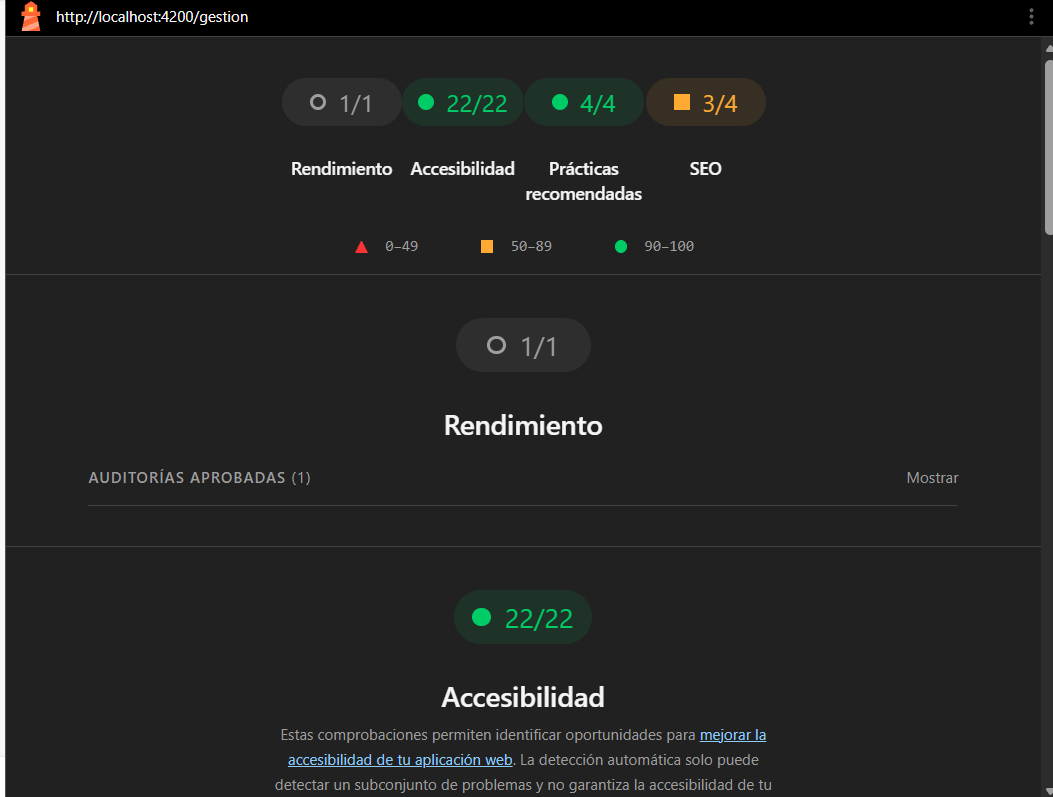 http://localhost:4200/gestion
1/1 22/22 4/4 3/4
Rendimiento Accesibilidad Prácticas recomendadas SEO
0–49 50–89 90–100
1/1
Rendimiento
AUDITORÍAS APROBADAS (1) Mostrar
22/22
Accesibilidad
Estas comprobaciones permiten identificar oportunidades para mejorar la
accesibilidad de tu aplicación web. La detección automática solo puede
detectar un subconjunto de problemas y no garantiza la accesibilidad de tu